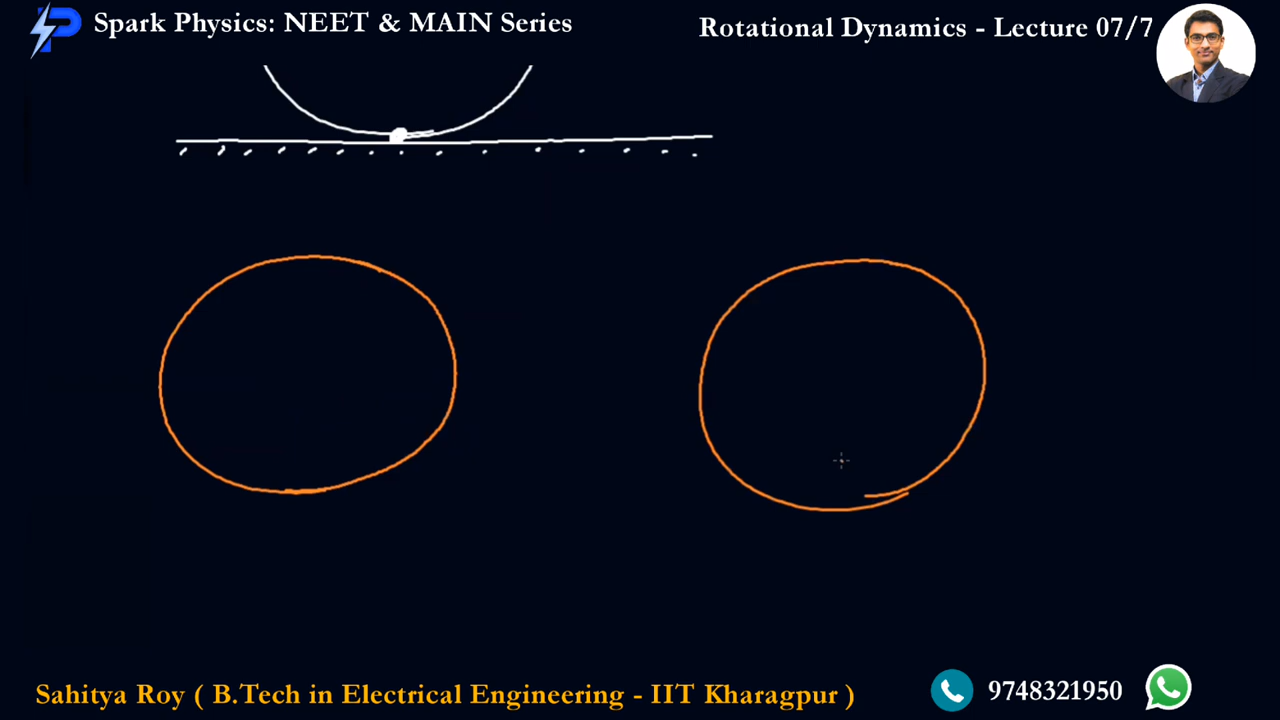 Spark Physics: NEET & MAIN Series
Rotational Dynamics - Lecture 07/7
Sahitya Roy ( B.Tech in Electrical Engineering - IIT Kharagpur )
9748321950